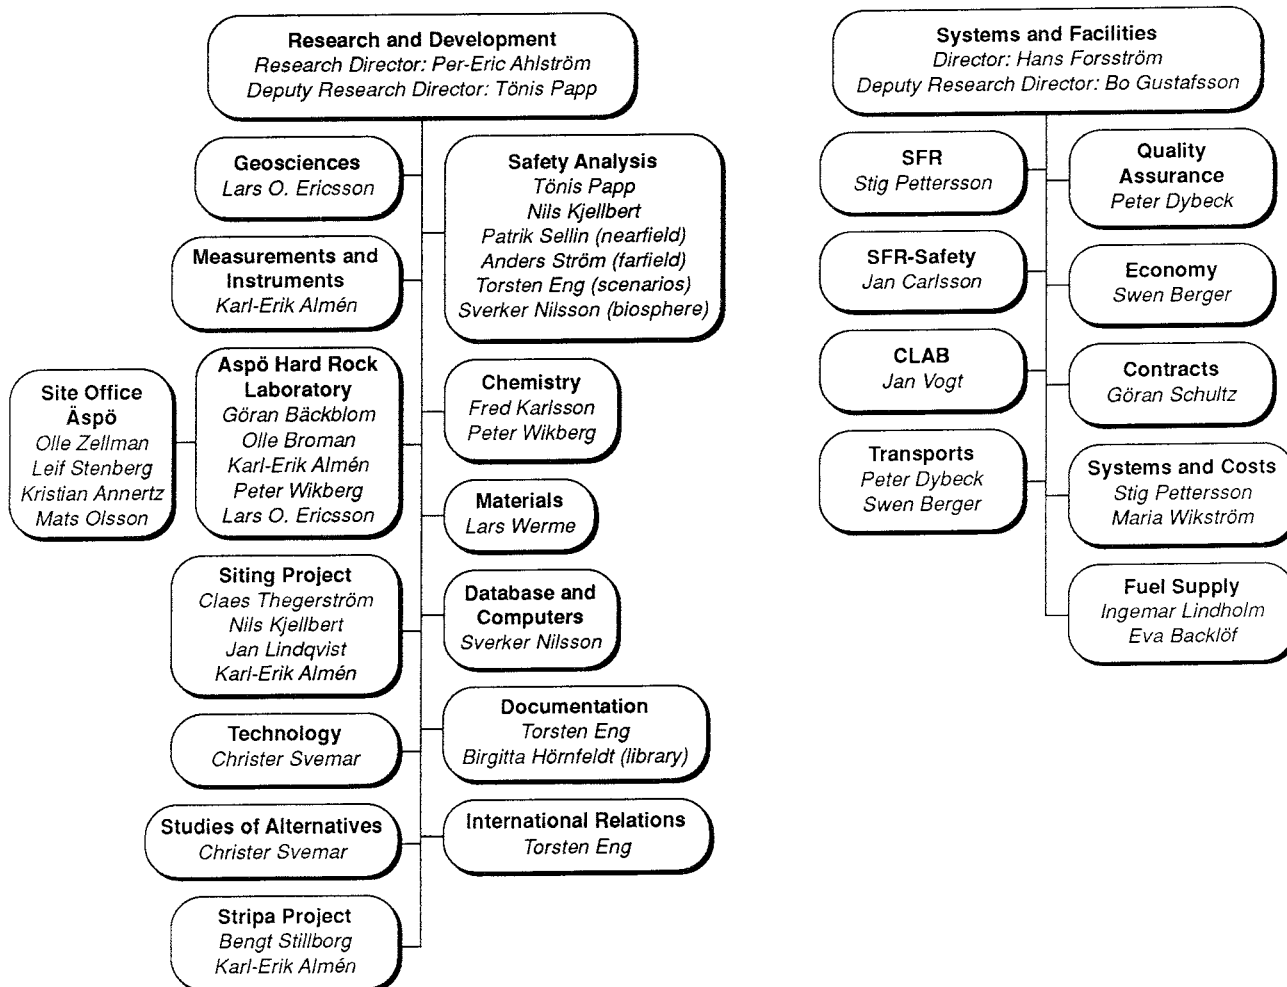 Research and Development
Research Director: Per-Eric Ahlström
Deputy Research Director: Tönis Papp
Geosciences
Lars O. Ericsson
Measurements and
Instruments
Karl-Erik Almén
Site Office
Äspö
Olle Zellman
Leif Stenberg
Kristian Annertz
Mats Olsson
Aspö Hard Rock
Laboratory
Göran Bäckblom
Olle Broman
Karl-Erik Almén
Peter Wikberg
Lars O. Ericsson
Siting Project
Claes Thegerström
Nils Kjellbert
Jan Lindqvist
Karl-Erik Almén
Technology
Christer Svemar
Studies of Alternatives
Christer Svemar
Stripa Project
Bengt Stillborg
Karl-Erik Almén
Safety Analysis
Tönis Papp
Nils Kjellbert
Patrik Sellin (nearfield)
Anders Ström (farfield)
Torsten Eng (scenarios)
Sverker Nilsson (biosphere)
Chemistry
Fred Karlsson
Peter Wikberg
Materials
Lars Werme
Database and
Computers
Sverker Nilsson
Documentation
Torsten Eng
Birgitta Hörnfeldt (library)
International Relations
Torsten Eng
Systems and Facilities
Director: Hans Forsström
Deputy Research Director: Bo Gustafsson
SFR
Stig Pettersson
SFR-Safety
Jan Carlsson
CLAB
Jan Vogt
Transports
Peter Dybeck
Swen Berger
Quality
Assurance
Peter Dybeck
Economy
Swen Berger
Contracts
Göran Schultz
Systems and Costs
Stig Pettersson
Maria Wikström
Fuel Supply
Ingemar Lindholm
Eva Backlöf